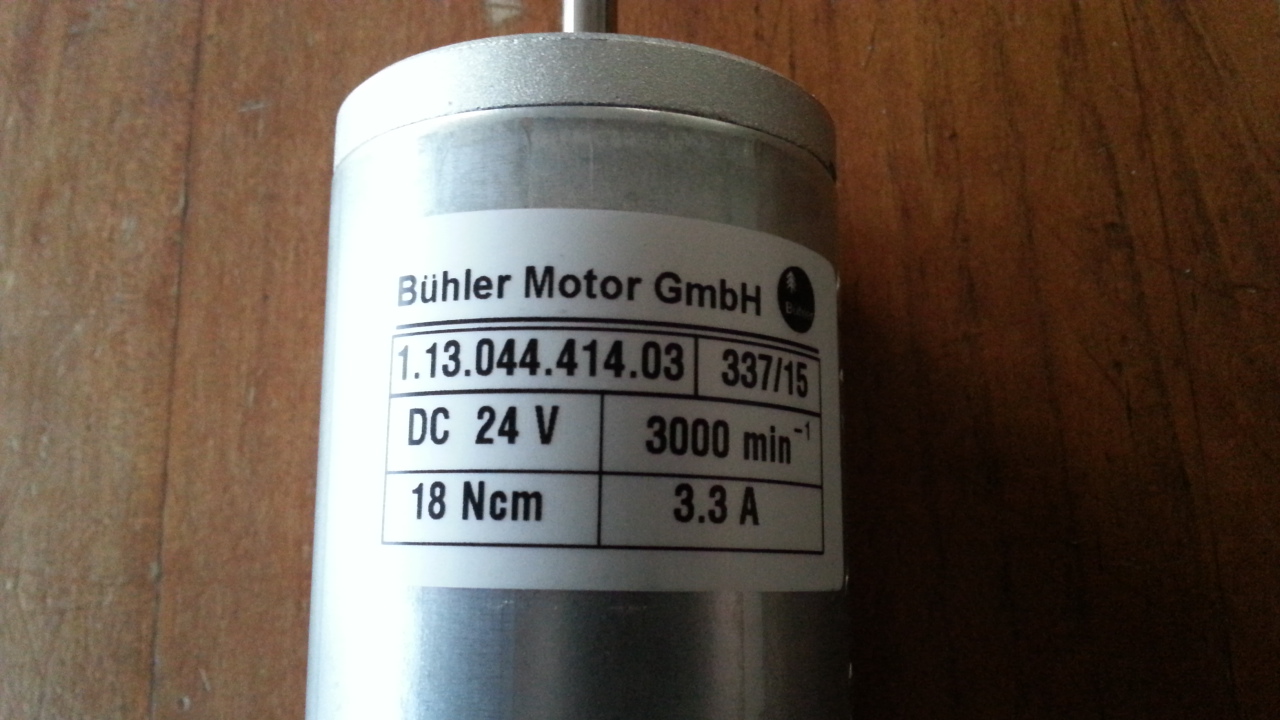 Bühler Motor GmbH
1.13.044.414.03 337/15
DC 24 V 3000 min⁻¹
18 Ncm 3.3 A